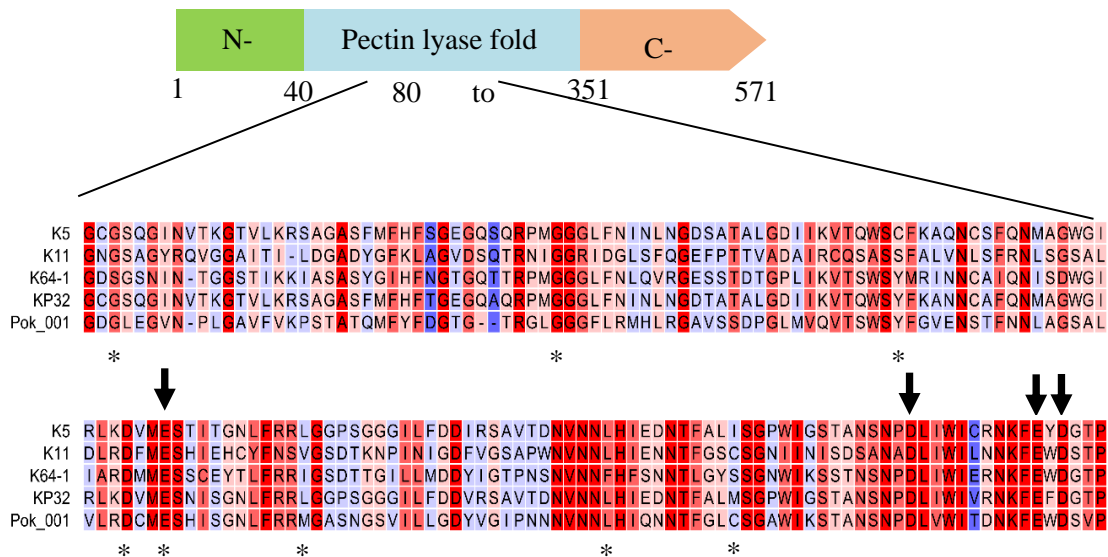 N- Pectin lyase fold C-
1 40 80 to 351 571
K5 GCGSQGINVTKGTVLKRSAGASFMFHFSGEGQSQRPMGGGLFNINLNGDSATALGDIIKVTQWSCFKAQNCSFQNMAGWGI
K11 GNGSAGYRQVGGAITI-LDGADYGFKLAGVDSQTRNIGGRIDGLSFQGEFPTTVADAIRCQSASSFALVNLSFRNLSGSAL
K64-1 GDSGSNIN-TGGSTIKKIASASYGIHFNGTGQTTRPMGGGLFNLQVRGESSTDTGPLIKVTSWSYMRINNCAIQNISDWGI
KP32 GCGSQGINVTKGTVLKRSAGASFMFHFTGEGQAQRPMGGGLFNINLNGDTATALGDIIKVTQWSYFKANNCAFQNMAGWGI
Pok_001 GDGLEGVN-PLGAVFVKPSTATQMFYFDGTG--TRGLGGGFLRMHLRGAVSSDPGLMVQVTSWSYFGVENSTFNNLAGSAL
* * *
K5 RLKDVMESTITGNLFRRLGGPSGGGILFDDIRSAVTDNVNNLHIEDNTFALISGPWIGSTANSNPDLIWICRNKFEYDGTP
K11 DLRDFMESHIEHCYFNSVGSDTKNPINIGDFVGSAPWNVNNLHIENNTFGSCSGNIINISDSANADLIWILNNKFEWDSTP
K64-1 IARDMMESSCEYTLFRRIGSDTTGILLMDDYIGTPNSNVNNFHFSNNTLGYSSGNWIKSSTNSNPDLIWIERNKFEWDGTP
KP32 RLKDVMESNISGNLFRRLGGPSGGGILFDDVRSAVTDNVNNLHIEDNTFALMSGPWIGSTANSNPDLIWIVRNKFEFDGTP
Pok_001 VLRDCMESHISGNLFRRMGASNGSVILLGDYVGIPNNNVNNLHIQNNTFGLCSGAWIKSTANSNPDLVWITDNKFEWDSVP
* * * * *